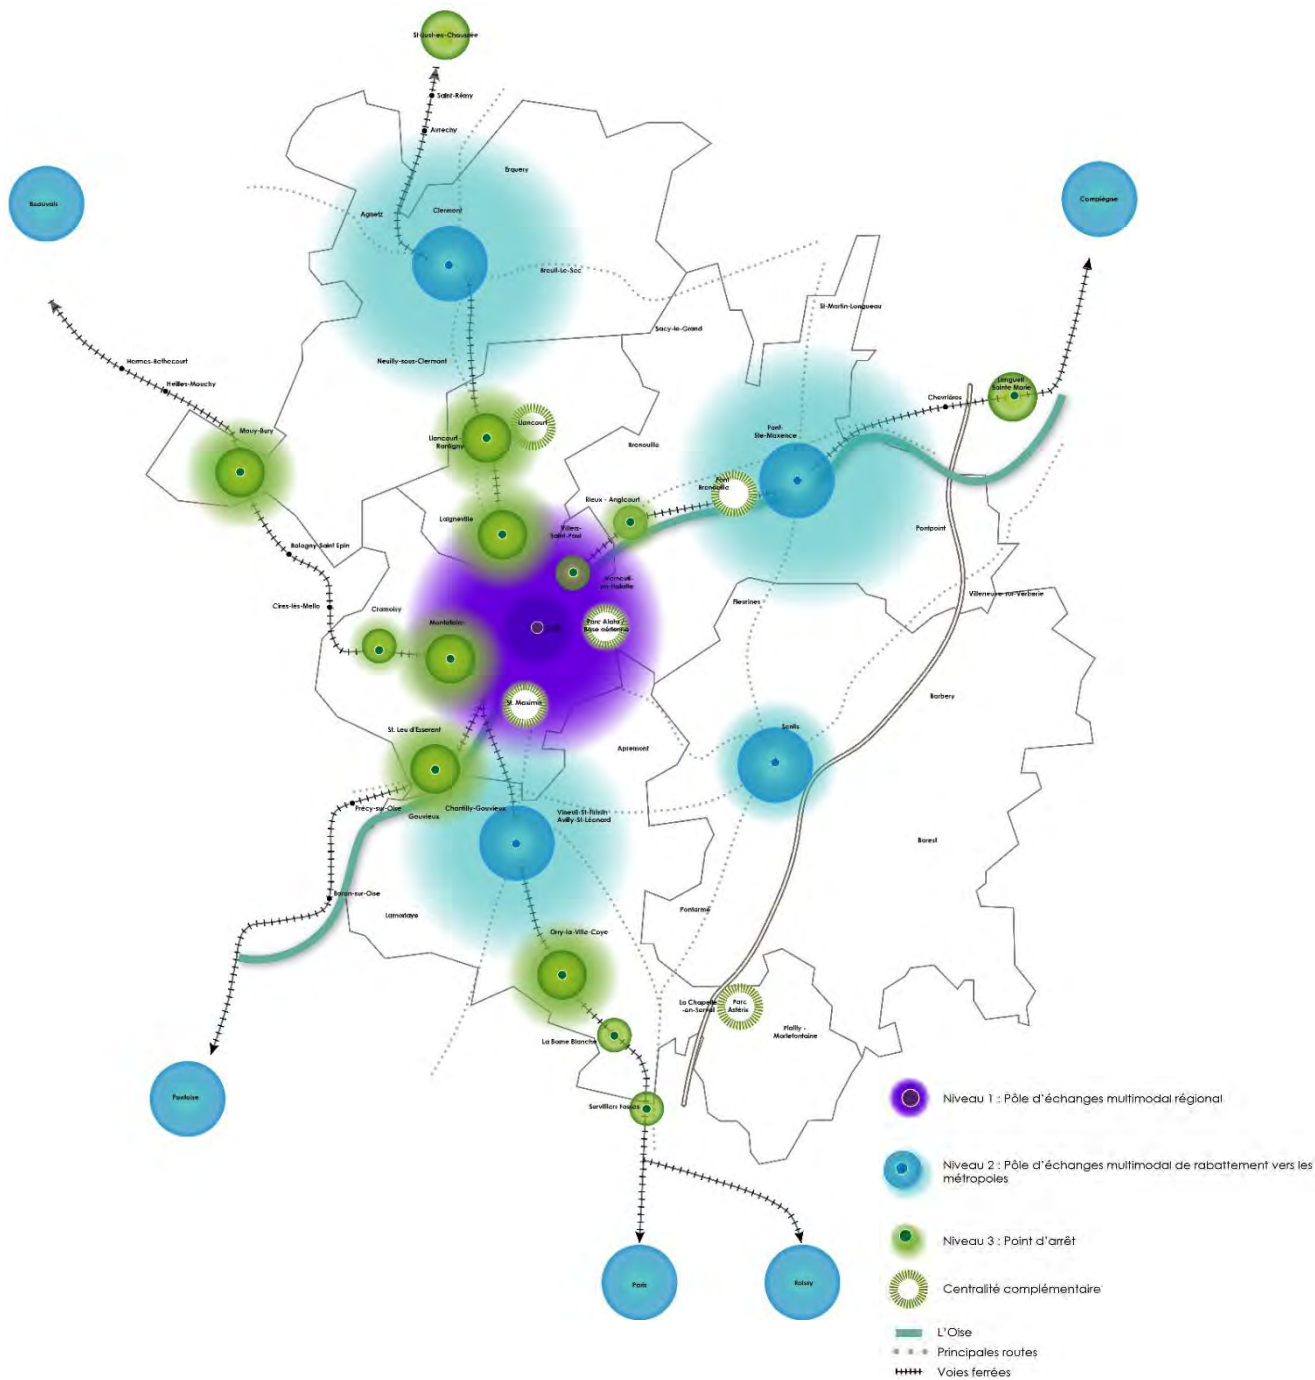 St-Just-en-Chaussée
Saint-Rémy
Avrechy
Erquery
Beauvais
Compiègne
Agnetz
Clermont
Breuil-Le-Sec
St-Martin-Longueau
Sacy-le-Grand
Neuilly-sous-Clermont
Hermes-Bethecourt
Heilles-Mouchy
Longueil
Sainte Marie
Chevrières
Mouy-Bury
Liancourt -
Rantigny
Liancourt
Pont-
Ste-Maxence
Brenouille
Pont
Brenouille
Rieux - Angicourt
Laigneville
Villers-
Saint-Paul
Pontpoint
Balagny-Saint Epin
Verneuil-
en-Halatte
Villeneuve-sur-Verberie
Cires-lès-Mello
Cramoisy
Fleurines
Montataire
Parc Alata /
Base aérienne
Barbery
St. Maximin
St. Leu d'Esserent
Senlis
Apremont
Précy-sur-Oise
Gouvieux
Chantilly-Gouvieux
Vineuil-St-Firmin
Avilly-St-Léonard
Borest
Boran-sur-Oise
Lamorlaye
Pontarmé
Orry-la-Ville-Coye
La Chapelle
-en-Serval
Parc
Astérix
La Borne Blanche
Plailly -
Mortefontaine
Pontoise
Survilliers Fosses
Paris
Roissy
Niveau 1 : Pôle d'échanges multimodal régional
Niveau 2 : Pôle d'échanges multimodal de rabattement vers les
métropoles
Niveau 3 : Point d'arrêt
Centralité complémentaire
L'Oise
Principales routes
Voies ferrées